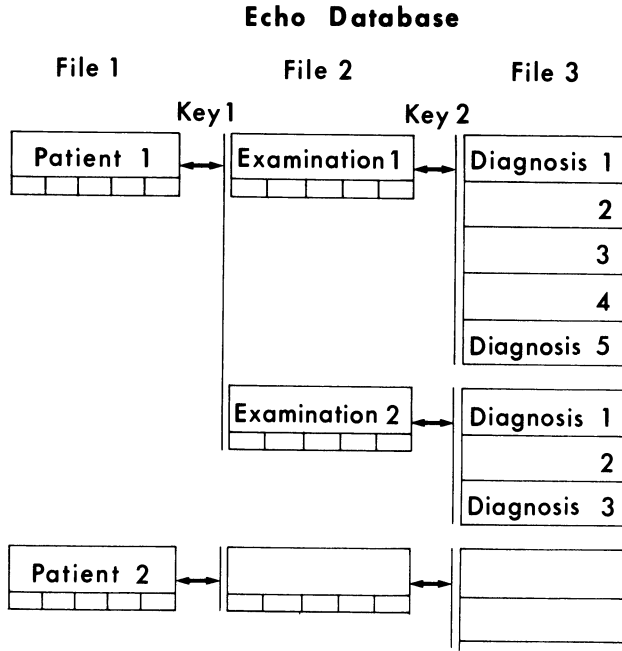 Echo Database
File 1 File 2 File 3
Key 1 Key 2
Patient 1 Examination 1 Diagnosis 1
2
3
4
Diagnosis 5
Examination 2 Diagnosis 1
2
Diagnosis 3
Patient 2